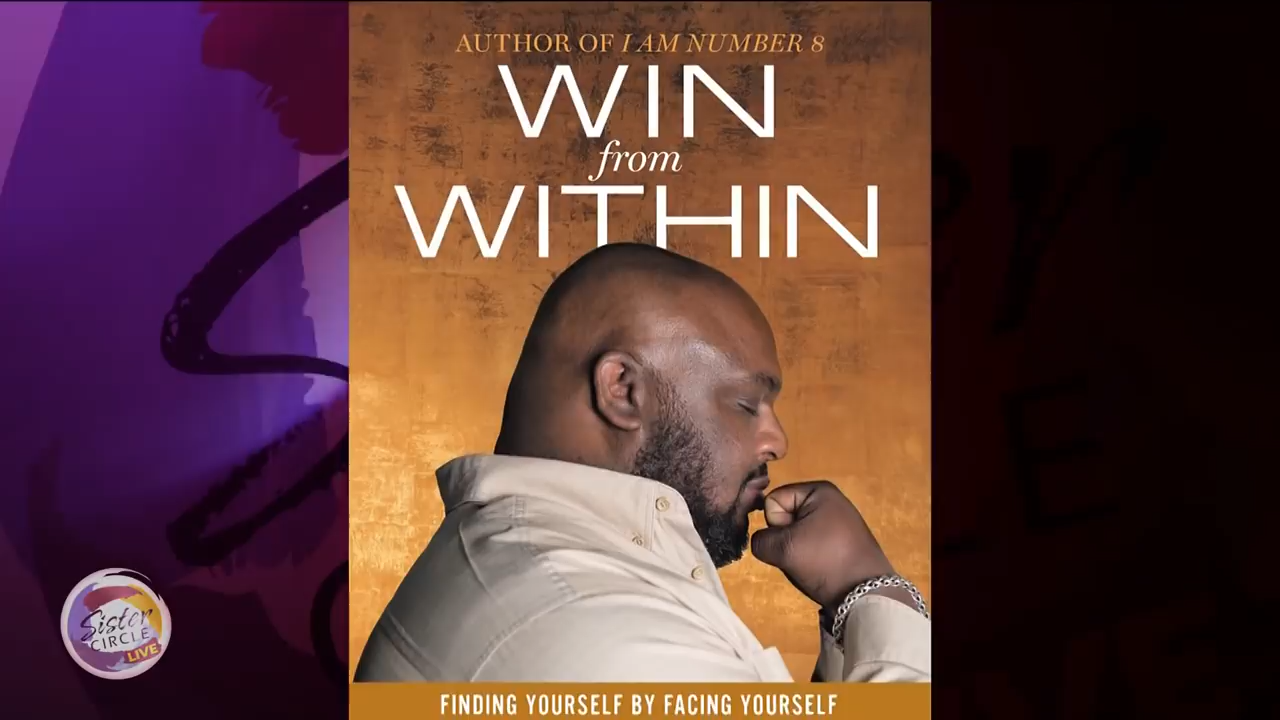 AUTHOR OF I AM NUMBER 8
WIN
from
WITHIN
FINDING YOURSELF BY FACING YOURSELF
Sister
CIRCLE
LIVE